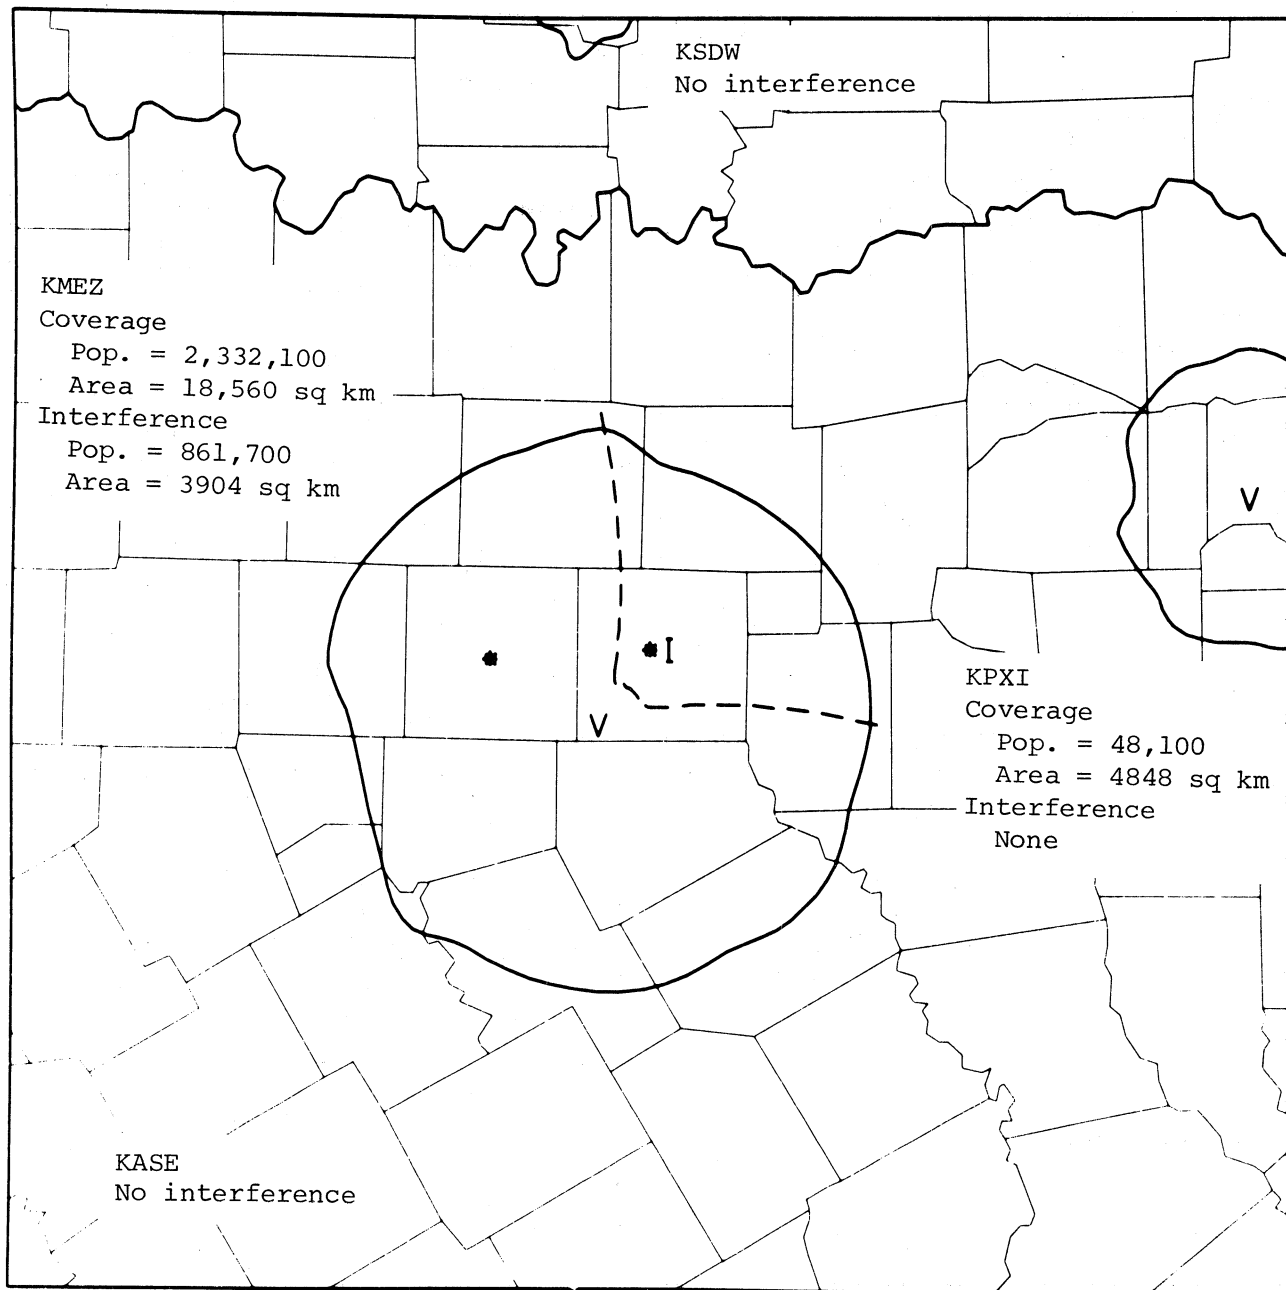 KSDW
No interference
KMEZ
Coverage
Pop. = 2,332,100
Area = 18,560 sq km
Interference
Pop. = 861,700
Area = 3904 sq km
V
I
V
KPXI
Coverage
Pop. = 48,100
Area = 4848 sq km
Interference
None
KASE
No interference